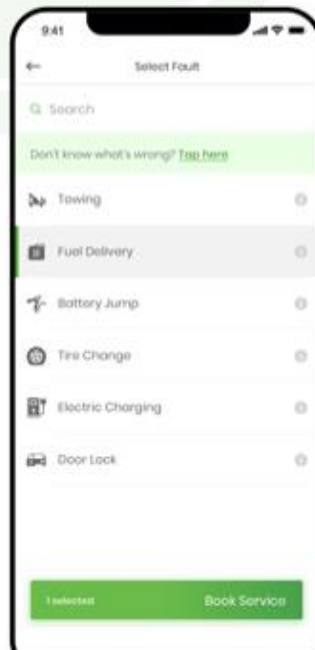 9:41
Select Fault
Search
Don't know what's wrong? Tap here
Towing
Fuel Delivery
Battery Jump
Tire Change
Electric Charging
Door Lock
1 selected Book Service